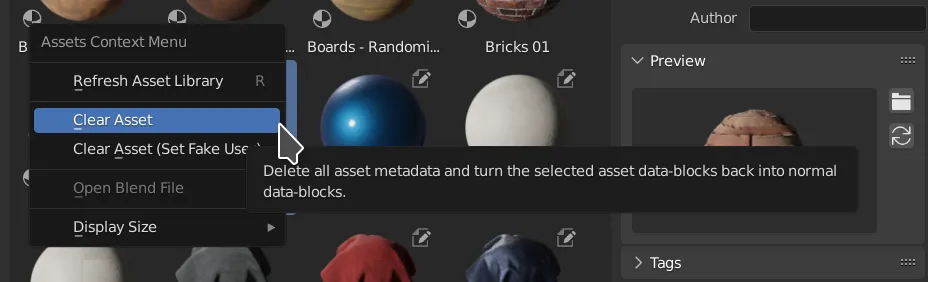 Author
B
Assets Context Menu
...
Boards - Randomi...
Bricks 01
Preview
Refresh Asset Library R
Clear Asset
Clear Asset (Set Fake User)
Delete all asset metadata and turn the selected asset data-blocks back into normal
data-blocks.
Open Blend File
Display Size
Tags